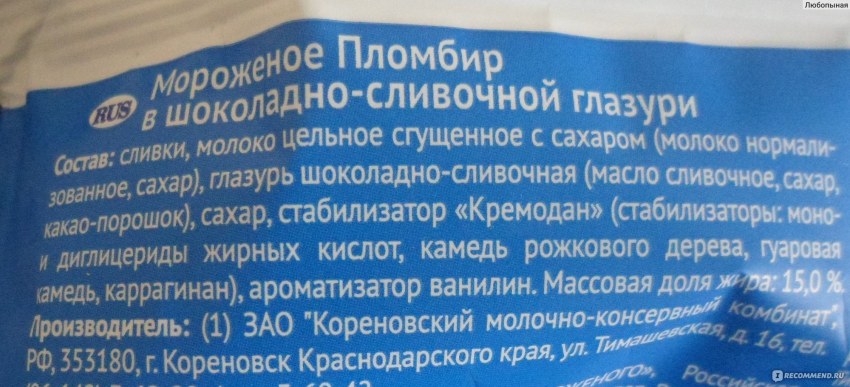 Любопыная
RUS
Мороженое Пломбир
в шоколадно-сливочной глазури
Состав: сливки, молоко цельное сгущенное с сахаром (молоко нормали-
зованное, сахар), глазурь шоколадно-сливочная (масло сливочное, сахар,
какао-порошок), сахар, стабилизатор «Кремодан» (стабилизаторы: моно-
и диглицериды жирных кислот, камедь рожкового дерева, гуаровая
камедь, каррагинан), ароматизатор ванилин. Массовая доля жира: 15,0 %.
Производитель: (1) ЗАО "Кореновский молочно-консервный комбинат",
РФ, 353180, г. Кореновск Краснодарского края, ул. Тимашевская, д. 16, тел.
I RECOMMEND.RU